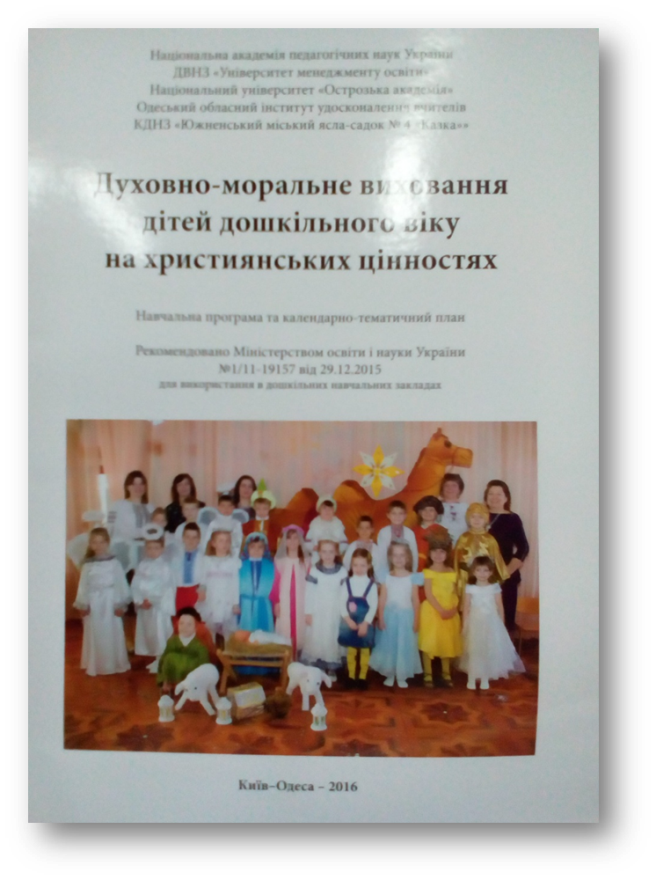 Національна академія педагогічних наук України
ДВНЗ «Університет менеджменту освіти»
Національний університет «Острозька академія»
Одеський обласний інститут удосконалення вчителів
КДНЗ «Южненський міський ясла-садок № 4 «Казка»»
Духовно-моральне виховання
дітей дошкільного віку
на християнських цінностях
Навчальна програма та календарно-тематичний план
Рекомендовано Міністерством освіти і науки України
№1/11-19157 від 29.12.2015
для використання в дошкільних навчальних закладах
Київ–Одеса – 2016